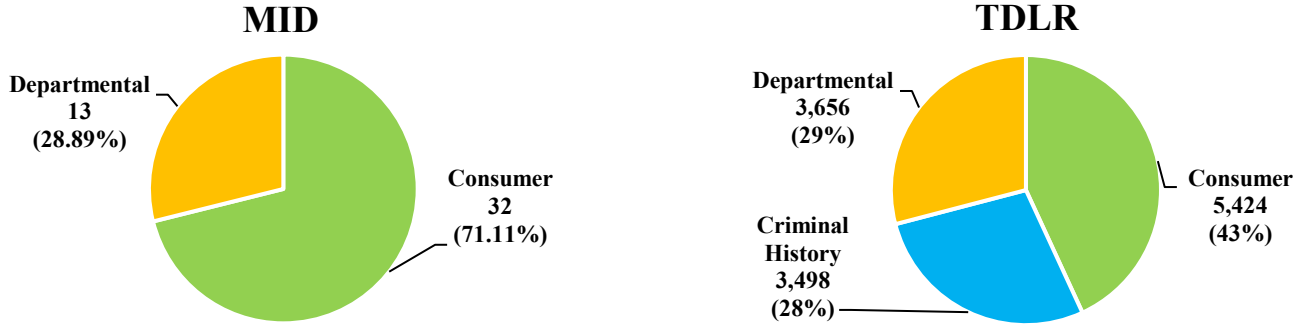 MID
Departmental
13
(28.89%)
Consumer
32
(71.11%)
TDLR
Departmental
3,656
(29%)
Consumer
5,424
(43%)
Criminal
History
3,498
(28%)